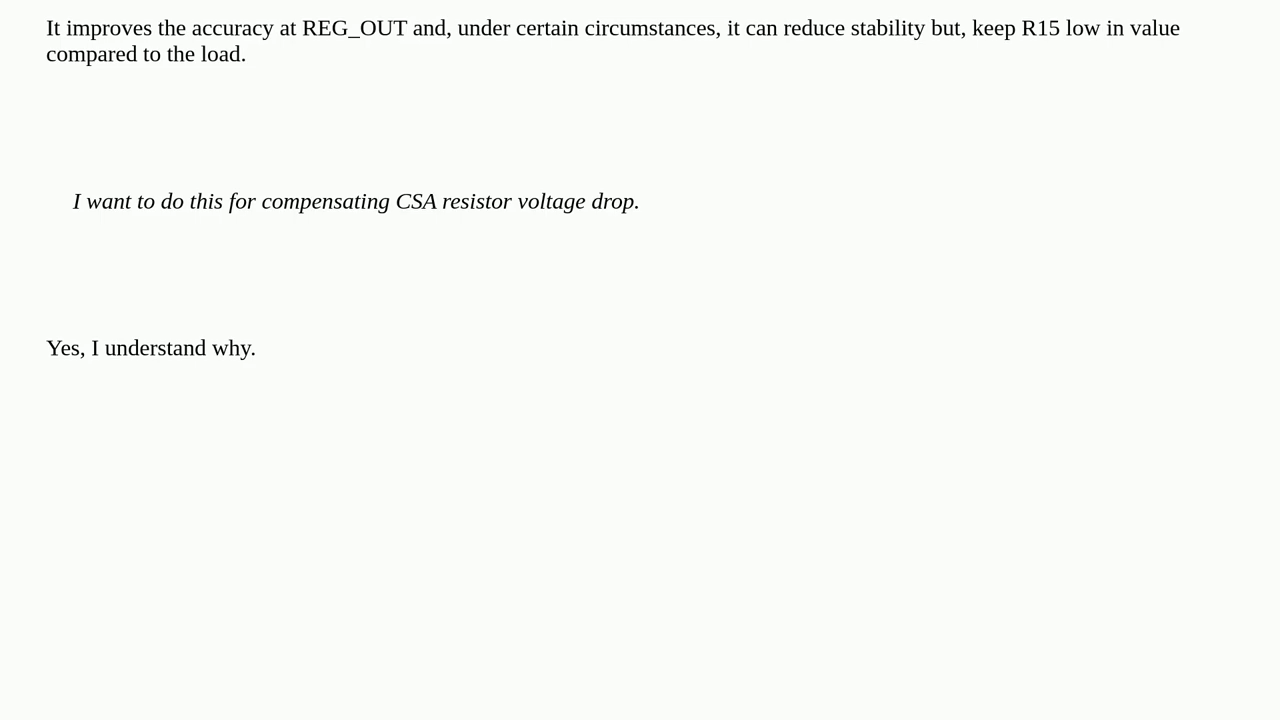 It improves the accuracy at REG_OUT and, under certain circumstances, it can reduce stability but, keep R15 low in value
compared to the load.
I want to do this for compensating CSA resistor voltage drop.
Yes, I understand why.